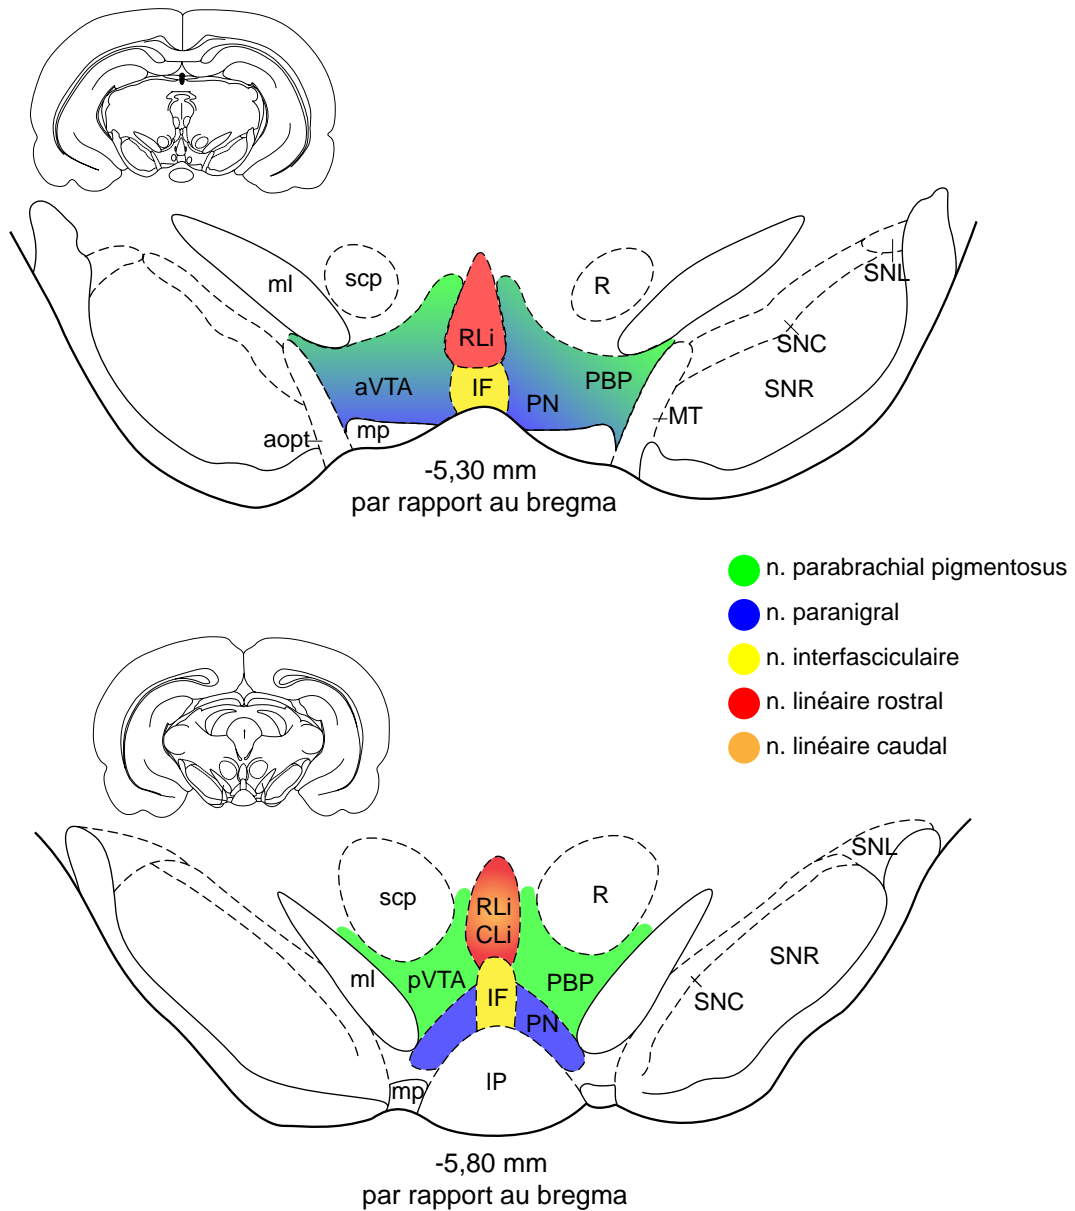 ml
scp
R
SNL
RLi
SNC
aVTA
IF
PBP
SNR
PN
MT
mp
aopt
-5,30 mm
par rapport au bregma
n. parabrachial pigmentosus
n. paranigral
n. interfasciculaire
n. linéaire rostral
n. linéaire caudal
SNL
scp
R
RLi
CLi
SNR
ml
pVTA
PBP
IF
SNC
PN
IP
mp
-5,80 mm
par rapport au bregma